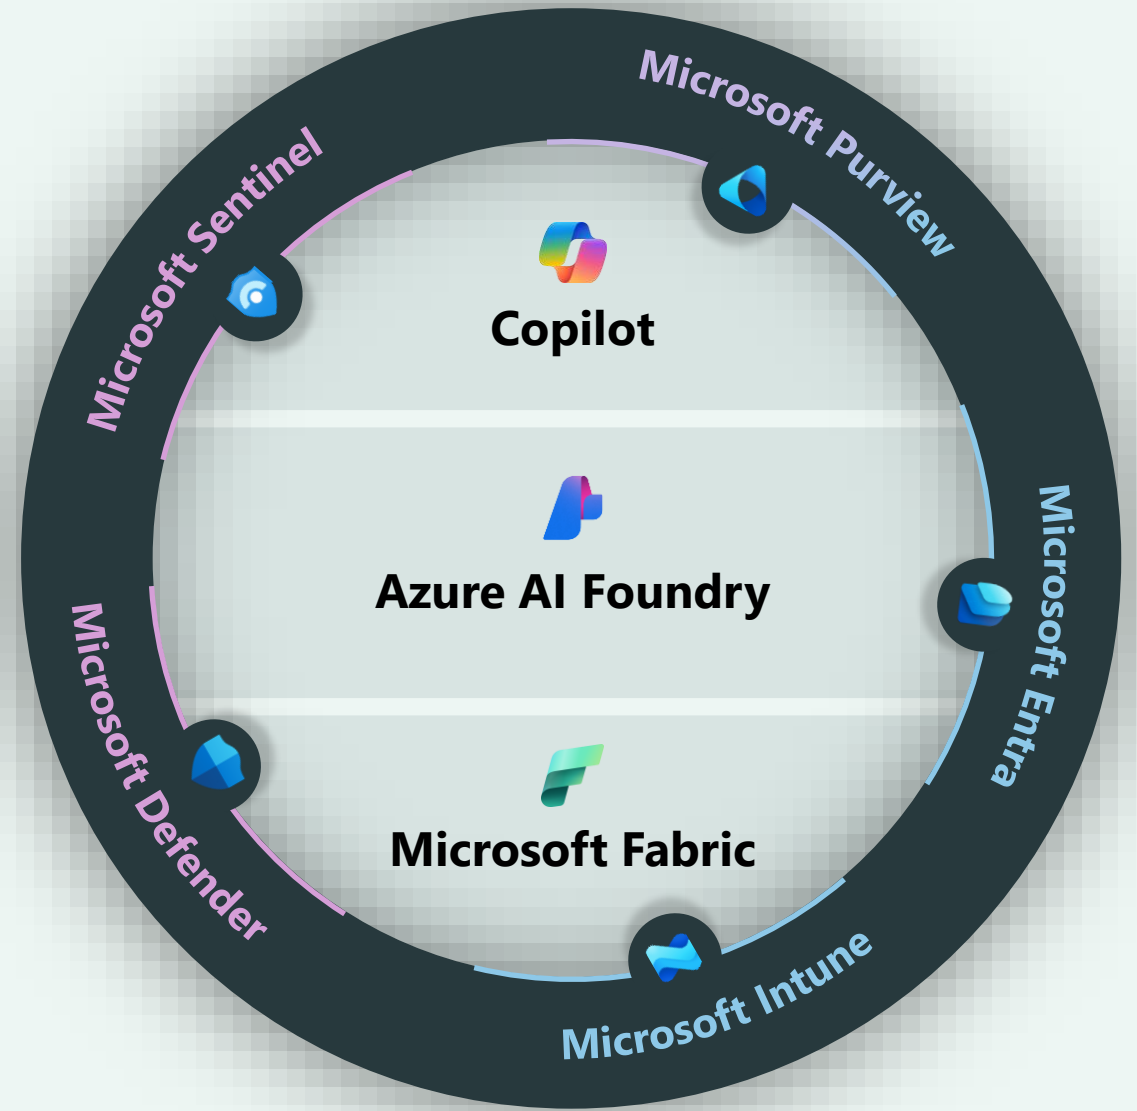 Microsoft Purview
Microsoft Sentinel
Copilot
Azure AI Foundry
Microsoft Entra
Microsoft Defender
Microsoft Fabric
Microsoft Intune